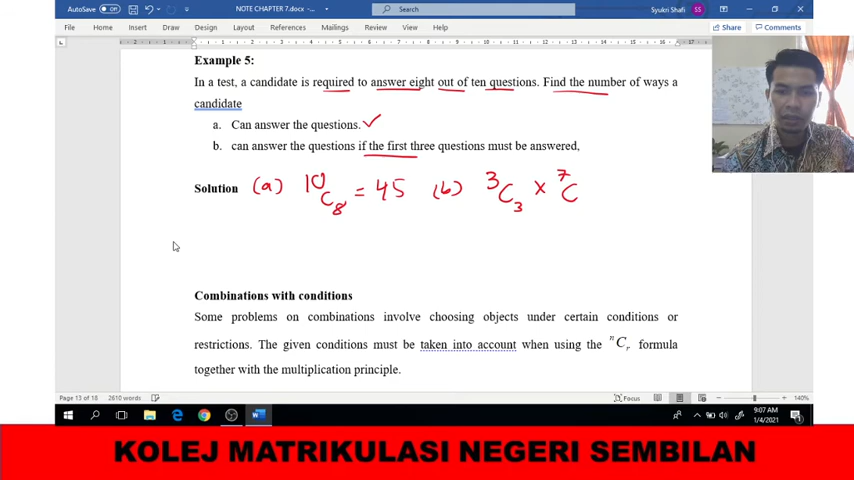 AutoSave Off NOTE CHAPTER 7.docx -... Search Syukri Shafi SS
File Home Insert Draw Design Layout References Mailings Review View Help Share Comments
Example 5:
In a test, a candidate is required to answer eight out of ten questions. Find the number of ways a
candidate
a. Can answer the questions. ✓
b. can answer the questions if the first three questions must be answered,
Solution (a) ¹⁰C₈ = 45 (b) ³C₃ × ⁷C
Combinations with conditions
Some problems on combinations involve choosing objects under certain conditions or
restrictions. The given conditions must be taken into account when using the ⁿCᵣ formula
together with the multiplication principle.
Page 13 of 18 2610 words Focus 140%
9:07 AM
1/4/2021
KOLEJ MATRIKULASI NEGERI SEMBILAN